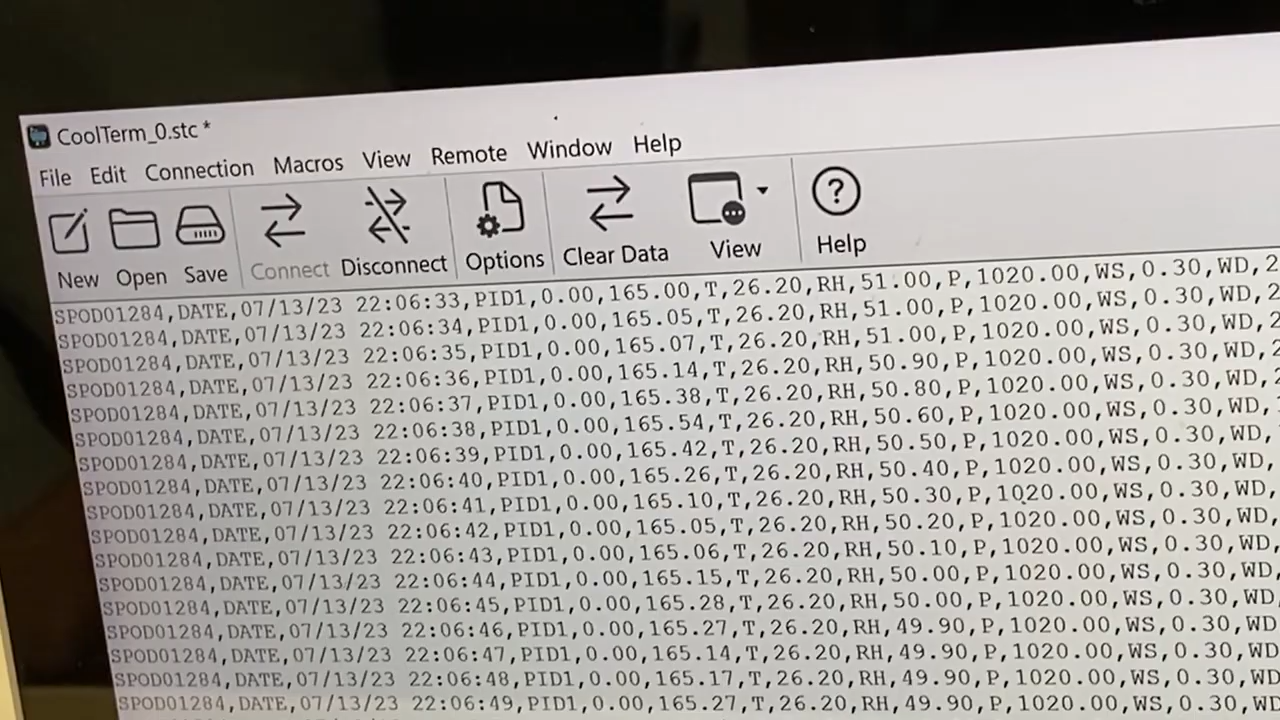 CoolTerm_0.stc *
File Edit Connection Macros View Remote Window Help
New Open Save Connect Disconnect Options Clear Data View Help
SPOD01284,DATE,07/13/23 22:06:33,PID1,0.00,165.00,T,26.20,RH,51.00,P,1020.00,WS,0.30,WD,2
SPOD01284,DATE,07/13/23 22:06:34,PID1,0.00,165.05,T,26.20,RH,51.00,P,1020.00,WS,0.30,WD,2
SPOD01284,DATE,07/13/23 22:06:35,PID1,0.00,165.07,T,26.20,RH,51.00,P,1020.00,WS,0.30,WD,2
SPOD01284,DATE,07/13/23 22:06:36,PID1,0.00,165.14,T,26.20,RH,50.90,P,1020.00,WS,0.30,WD,2
SPOD01284,DATE,07/13/23 22:06:37,PID1,0.00,165.38,T,26.20,RH,50.80,P,1020.00,WS,0.30,WD,
SPOD01284,DATE,07/13/23 22:06:38,PID1,0.00,165.54,T,26.20,RH,50.60,P,1020.00,WS,0.30,WD,
SPOD01284,DATE,07/13/23 22:06:39,PID1,0.00,165.42,T,26.20,RH,50.50,P,1020.00,WS,0.30,WD,
SPOD01284,DATE,07/13/23 22:06:40,PID1,0.00,165.26,T,26.20,RH,50.40,P,1020.00,WS,0.30,WD,
SPOD01284,DATE,07/13/23 22:06:41,PID1,0.00,165.10,T,26.20,RH,50.30,P,1020.00,WS,0.30,WD,
SPOD01284,DATE,07/13/23 22:06:42,PID1,0.00,165.05,T,26.20,RH,50.20,P,1020.00,WS,0.30,WD,
SPOD01284,DATE,07/13/23 22:06:43,PID1,0.00,165.06,T,26.20,RH,50.10,P,1020.00,WS,0.30,WD,
SPOD01284,DATE,07/13/23 22:06:44,PID1,0.00,165.15,T,26.20,RH,50.00,P,1020.00,WS,0.30,WD,
SPOD01284,DATE,07/13/23 22:06:45,PID1,0.00,165.28,T,26.20,RH,50.00,P,1020.00,WS,0.30,WD,
SPOD01284,DATE,07/13/23 22:06:46,PID1,0.00,165.27,T,26.20,RH,49.90,P,1020.00,WS,0.30,WD
SPOD01284,DATE,07/13/23 22:06:47,PID1,0.00,165.14,T,26.20,RH,49.90,P,1020.00,WS,0.30,WD
SPOD01284,DATE,07/13/23 22:06:48,PID1,0.00,165.17,T,26.20,RH,49.90,P,1020.00,WS,0.30,WD
SPOD01284,DATE,07/13/23 22:06:49,PID1,0.00,165.27,T,26.20,RH,49.90,P,1020.00,WS,0.30,WD